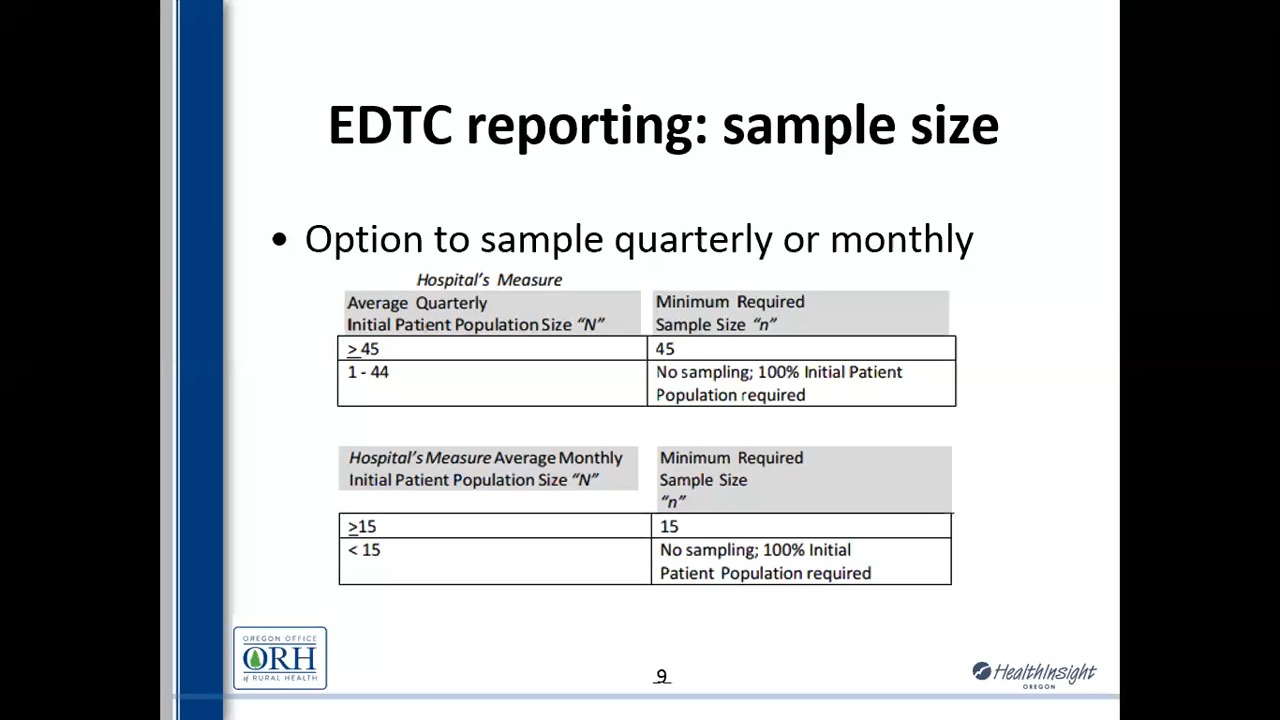 EDTC reporting: sample size
• Option to sample quarterly or monthly
Hospital's Measure
Average Quarterly
Initial Patient Population Size "N"
Minimum Required
Sample Size "n"
≥ 45
45
1 - 44
No sampling; 100% Initial Patient
Population required
Hospital's Measure Average Monthly
Initial Patient Population Size "N"
Minimum Required
Sample Size
"n"
≥15
15
< 15
No sampling; 100% Initial
Patient Population required
OREGON OFFICE
ORH
of RURAL HEALTH
9
HealthInsight
OREGON